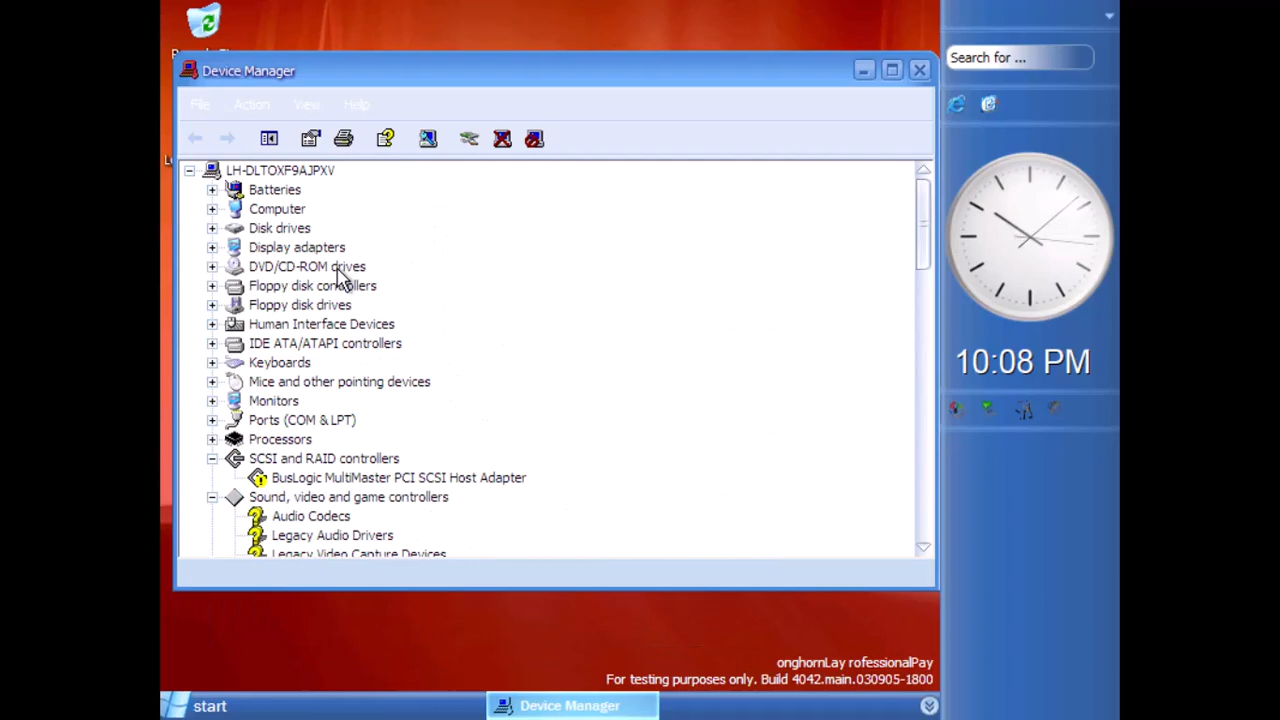 Search for ...
Device Manager
File Action View Help
LH-DLTOXF9AJPXV
Batteries
Computer
Disk drives
Display adapters
DVD/CD-ROM drives
Floppy disk controllers
Floppy disk drives
Human Interface Devices
IDE ATA/ATAPI controllers
Keyboards
Mice and other pointing devices
Monitors
Ports (COM & LPT)
Processors
SCSI and RAID controllers
BusLogic MultiMaster PCI SCSI Host Adapter
Sound, video and game controllers
Audio Codecs
Legacy Audio Drivers
Legacy Video Capture Devices
10:08 PM
onghornLay rofessionalPay
For testing purposes only. Build 4042.main.030905-1800
start
Device Manager